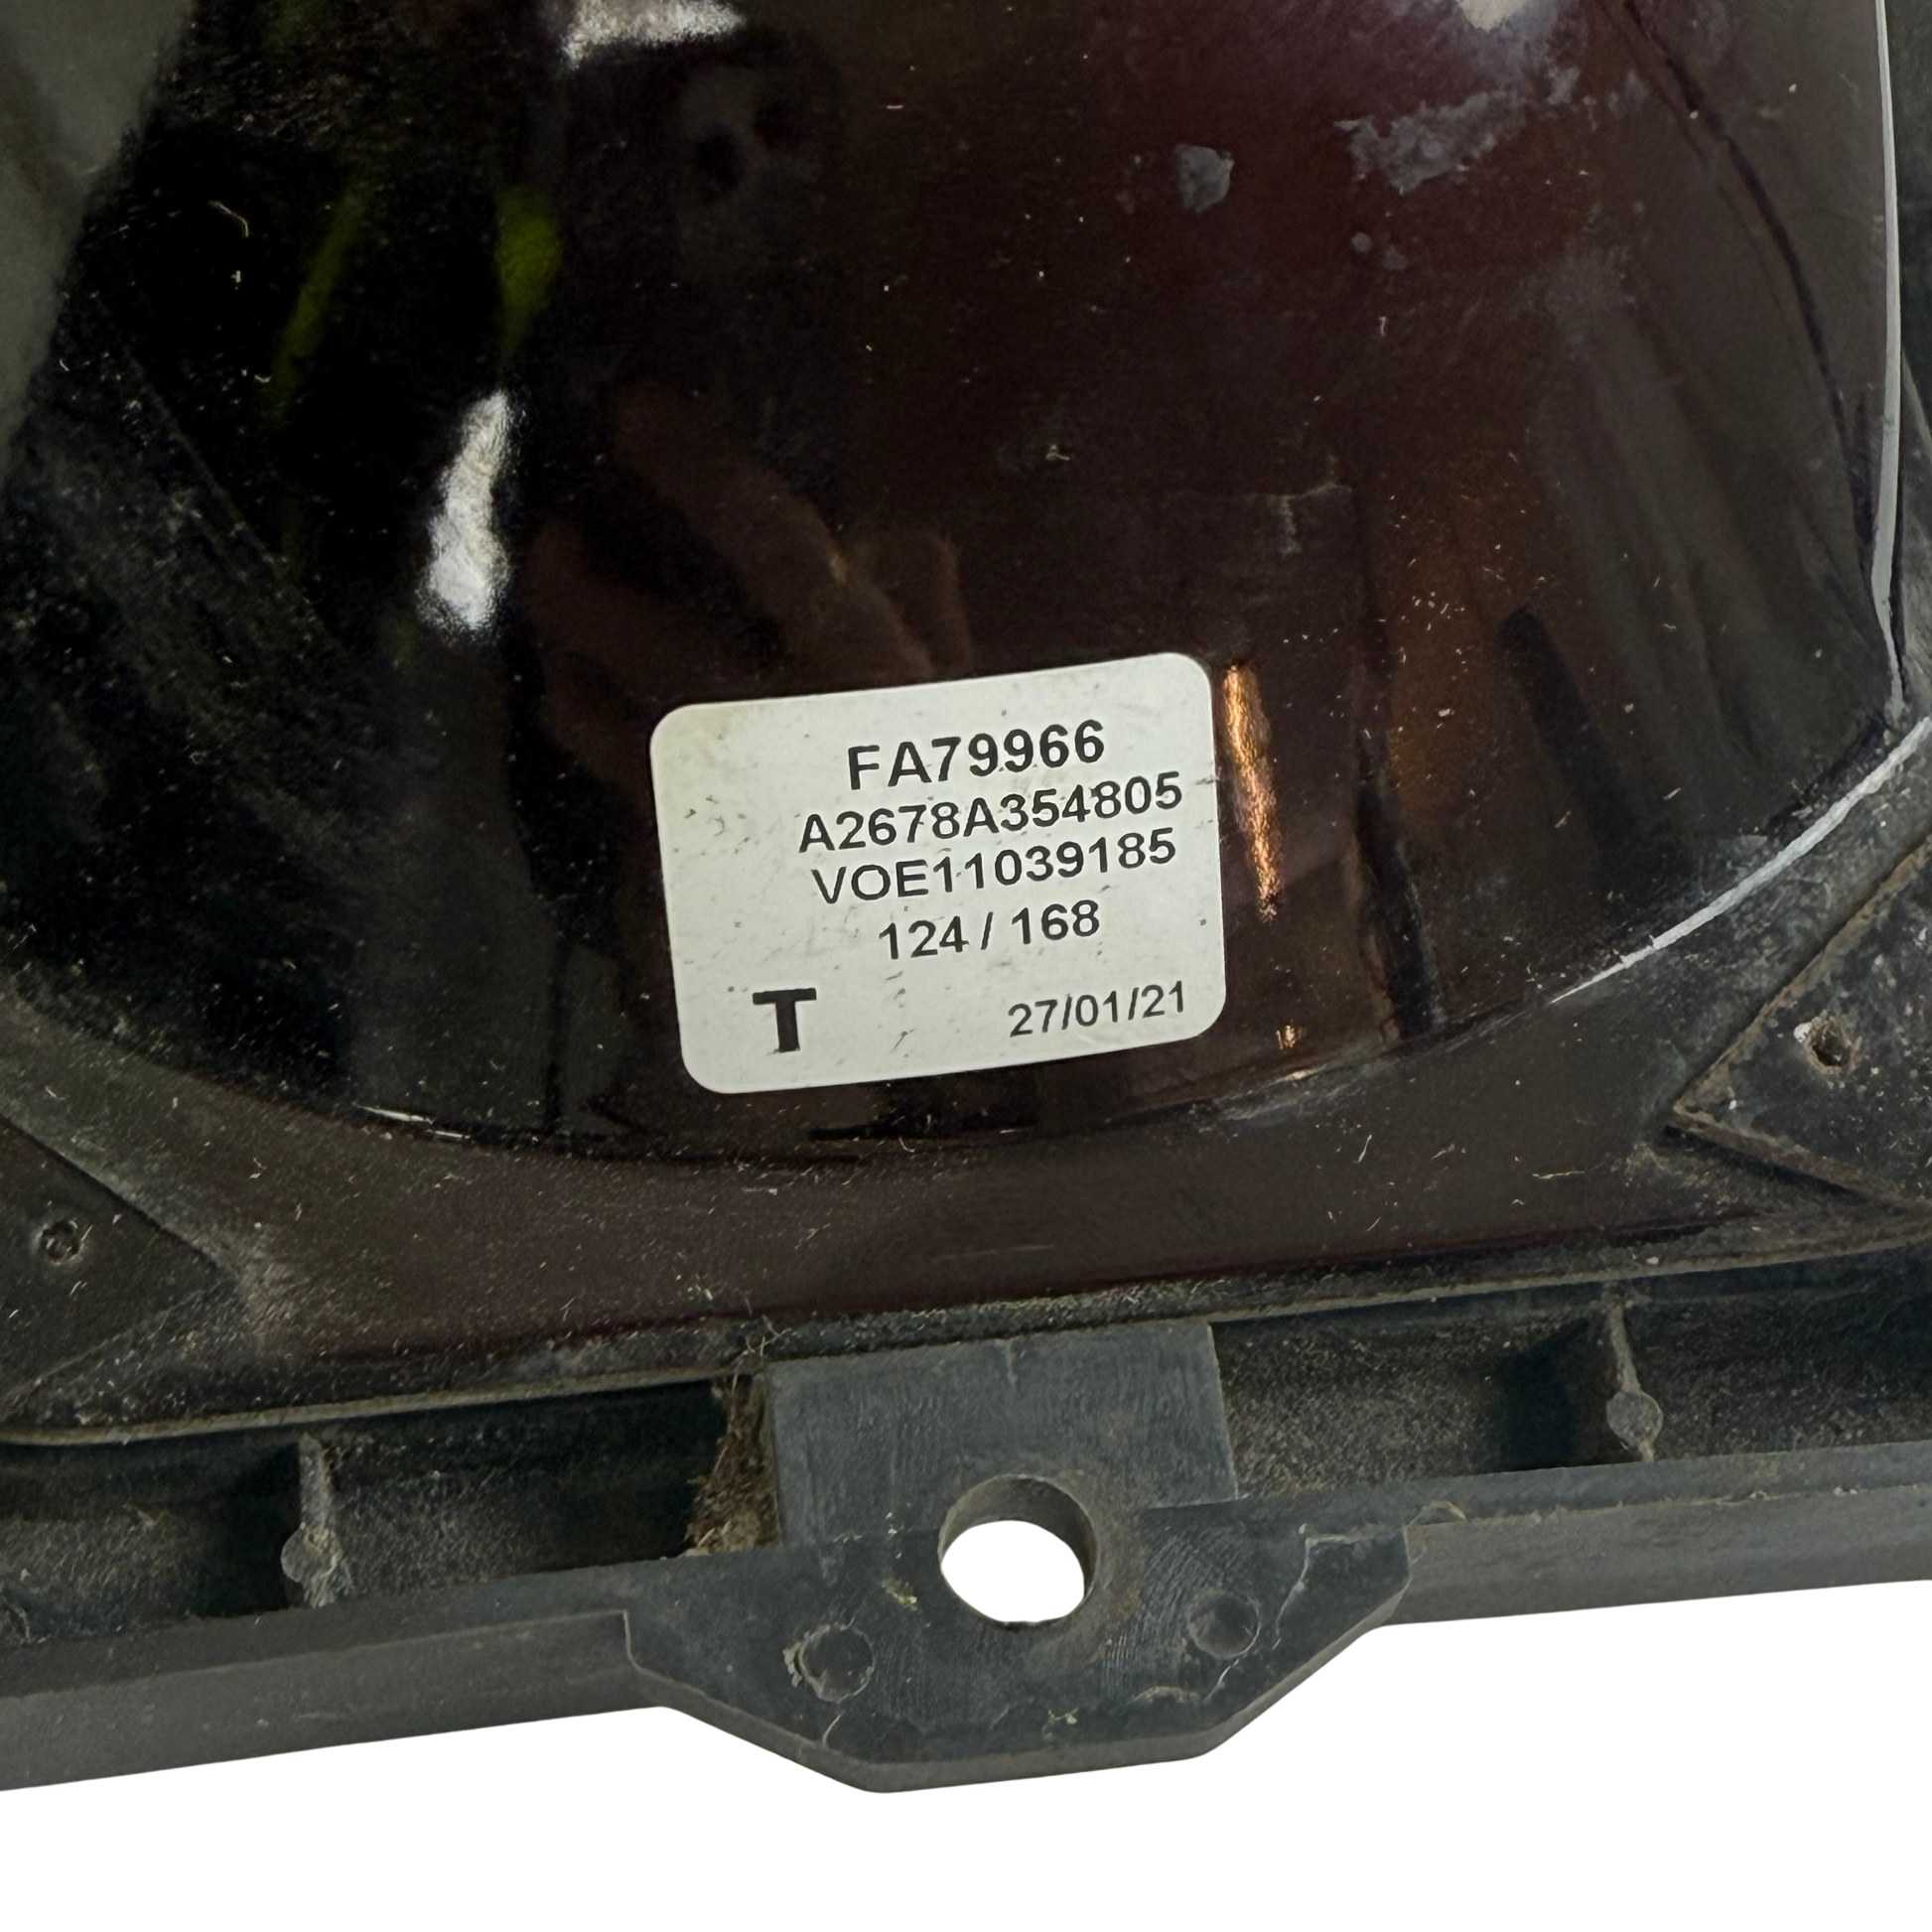 FA79966
A2678A354805
VOE11039185
124 / 168
T 27/01/21